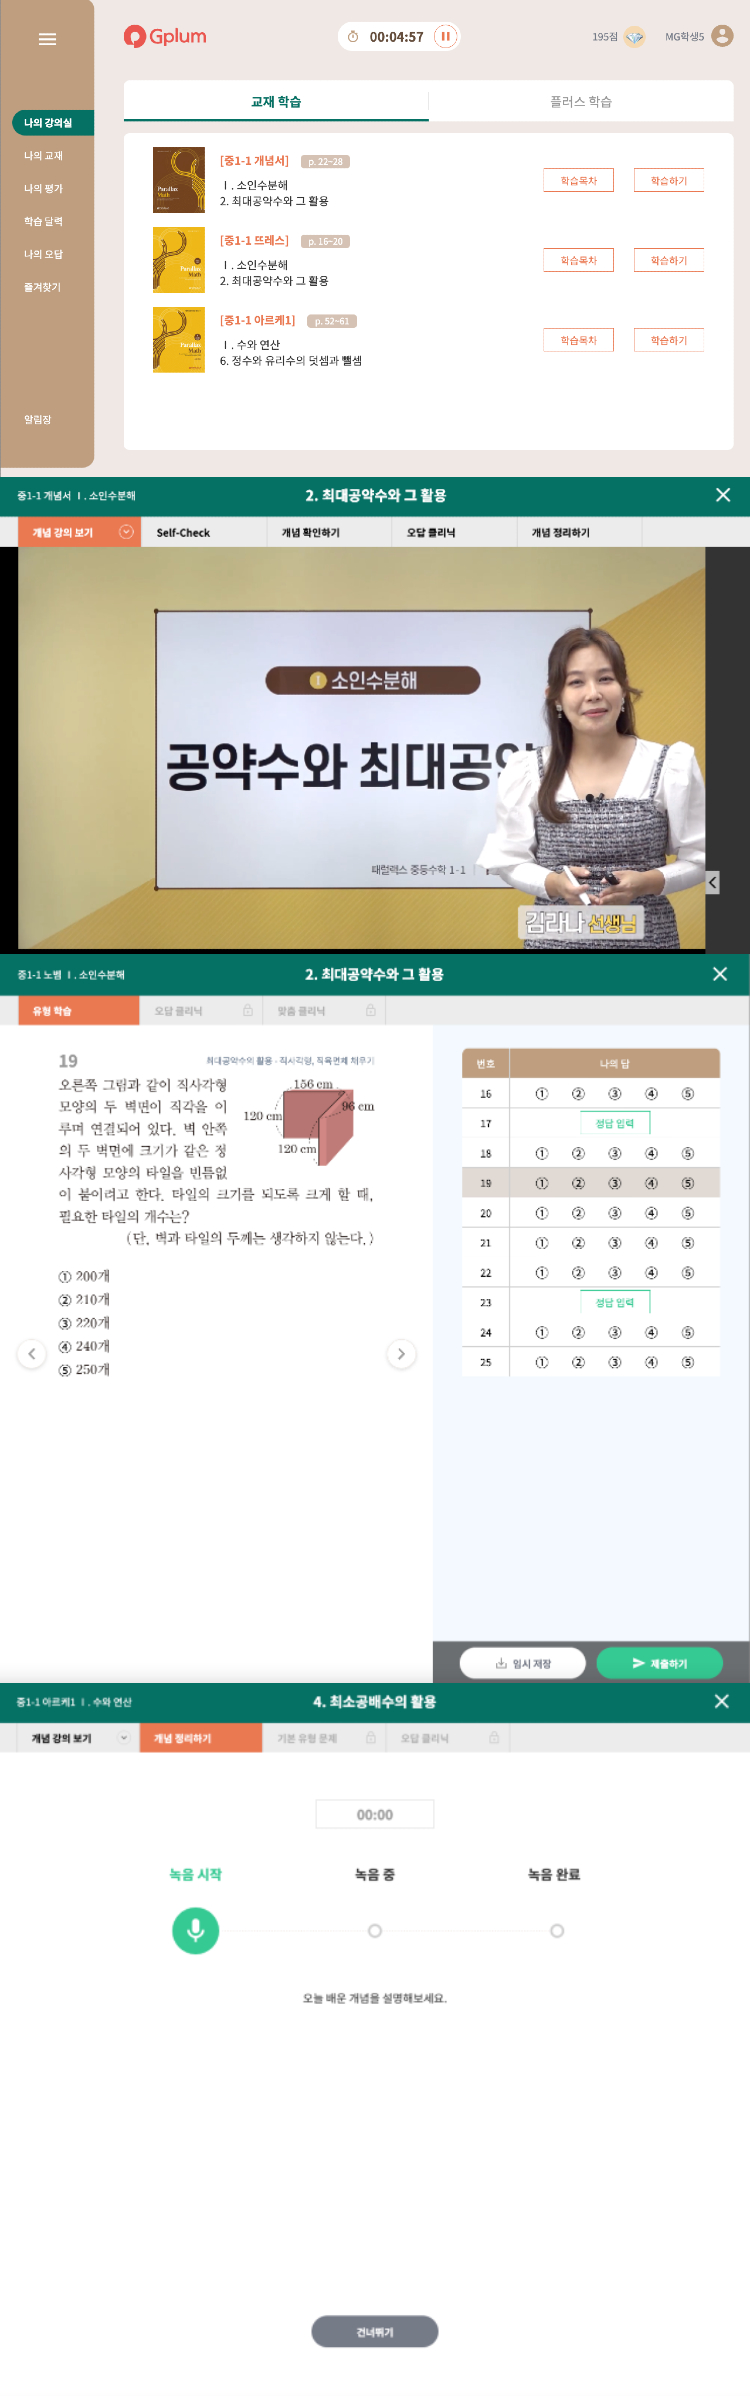 Gplum
00:04:57
195점
MG학생5
나의 강의실
나의 교재
나의 평가
학습 달력
나의 오답
즐겨찾기
알림장
교재 학습
플러스 학습
Parallax
Math
[중1-1 개념서] p. 22~28
Ⅰ. 소인수분해
2. 최대공약수와 그 활용
학습목차
학습하기
Parallax
Math
[중1-1 뜨레스] p. 16~20
Ⅰ. 소인수분해
2. 최대공약수와 그 활용
학습목차
학습하기
Parallax
Math
[중1-1 아르케1] p. 52~61
Ⅰ. 수와 연산
6. 정수와 유리수의 덧셈과 뺄셈
학습목차
학습하기
중1-1 개념서 Ⅰ. 소인수분해
2. 최대공약수와 그 활용
개념 강의 보기
Self-Check
개념 확인하기
오답 클리닉
개념 정리하기
Ⅰ 소인수분해
공약수와 최대공약
패럴랙스 중등수학 1-1
김라나 선생님
중1-1 노벰 Ⅰ. 소인수분해
2. 최대공약수와 그 활용
유형 학습
오답 클리닉
맞춤 클리닉
19
최대공약수의 활용 - 직사각형, 직육면체 채우기
오른쪽 그림과 같이 직사각형
모양의 두 벽면이 직각을 이
루며 연결되어 있다. 벽 안쪽
의 두 벽면에 크기가 같은 정
사각형 모양의 타일을 빈틈없
이 붙이려고 한다. 타일의 크기를 되도록 크게 할 때,
필요한 타일의 개수는?
(단, 벽과 타일의 두께는 생각하지 않는다.)
156 cm
96 cm
120 cm
120 cm
① 200개
② 210개
③ 220개
④ 240개
⑤ 250개
번호 나의 답
16 ① ② ③ ④ ⑤
17 정답 입력
18 ① ② ③ ④ ⑤
19 ① ② ③ ④ ⑤
20 ① ② ③ ④ ⑤
21 ① ② ③ ④ ⑤
22 ① ② ③ ④ ⑤
23 정답 입력
24 ① ② ③ ④ ⑤
25 ① ② ③ ④ ⑤
임시 저장
제출하기
중1-1 아르케1 Ⅰ. 수와 연산
4. 최소공배수의 활용
개념 강의 보기
개념 정리하기
기본 유형 문제
오답 클리닉
00:00
녹음 시작
녹음 중
녹음 완료
오늘 배운 개념을 설명해보세요.
건너뛰기